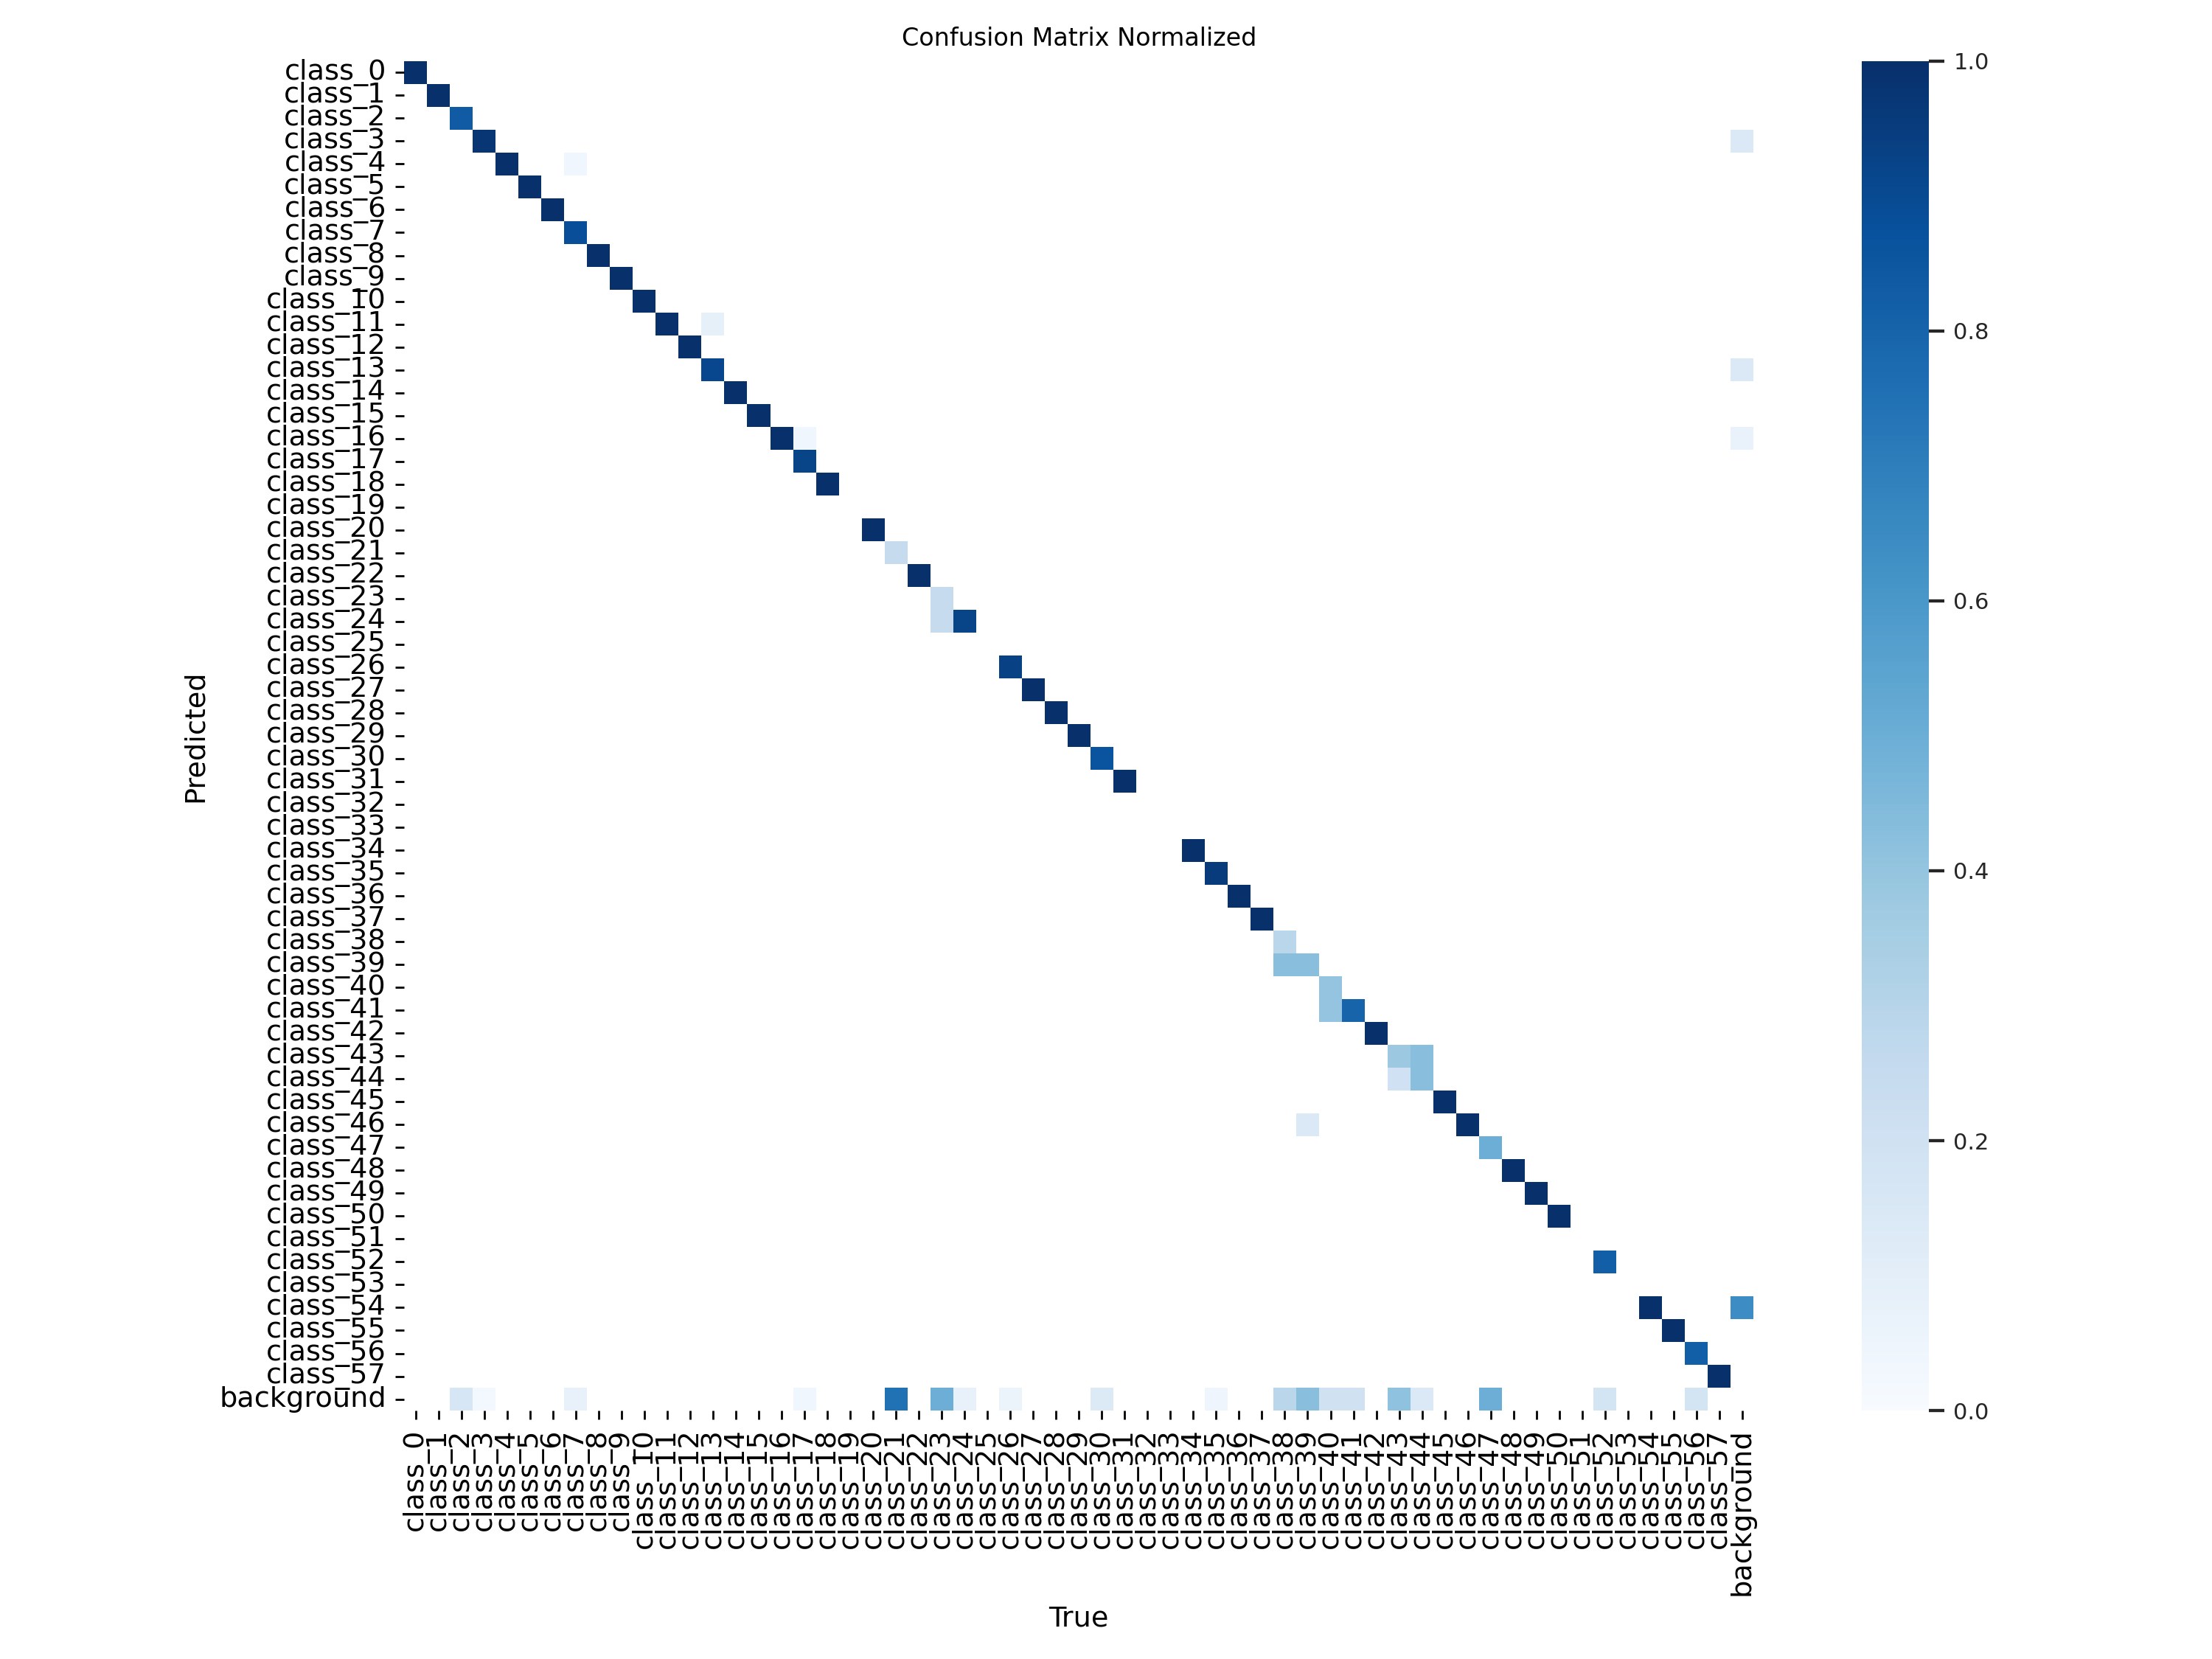 Confusion Matrix Normalized
class_0
class_1
class_2
class_3
class_4
class_5
class_6
class_7
class_8
class_9
class_10
class_11
class_12
class_13
class_14
class_15
class_16
class_17
class_18
class_19
class_20
class_21
class_22
class_23
class_24
class_25
class_26
class_27
class_28
class_29
class_30
class_31
class_32
class_33
class_34
class_35
class_36
class_37
class_38
class_39
class_40
class_41
class_42
class_43
class_44
class_45
class_46
class_47
class_48
class_49
class_50
class_51
class_52
class_53
class_54
class_55
class_56
class_57
background
Predicted
class_0
class_1
class_2
class_3
class_4
class_5
class_6
class_7
class_8
class_9
class_10
class_11
class_12
class_13
class_14
class_15
class_16
class_17
class_18
class_19
class_20
class_21
class_22
class_23
class_24
class_25
class_26
class_27
class_28
class_29
class_30
class_31
class_32
class_33
class_34
class_35
class_36
class_37
class_38
class_39
class_40
class_41
class_42
class_43
class_44
class_45
class_46
class_47
class_48
class_49
class_50
class_51
class_52
class_53
class_54
class_55
class_56
class_57
background
True
1.0
0.8
0.6
0.4
0.2
0.0